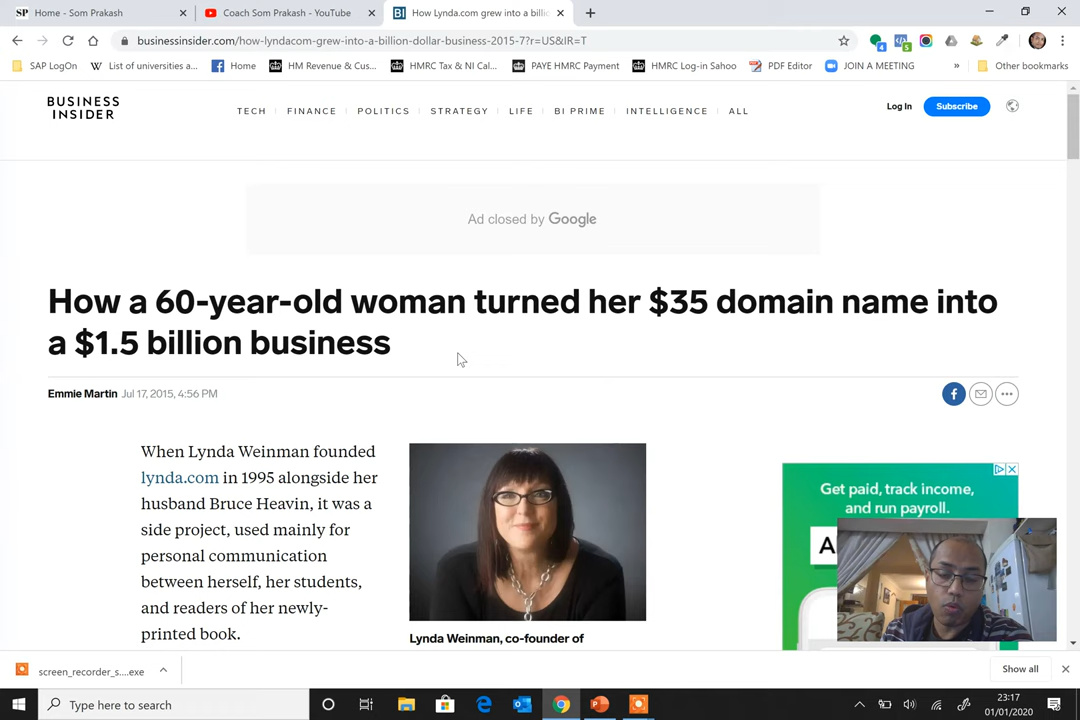 SP Home - Som Prakash
Coach Som Prakash - YouTube
BI How Lynda.com grew into a billi
businessinsider.com/how-lyndacom-grew-into-a-billion-dollar-business-2015-7?r=US&IR=T
4
5
SAP LogOn
W List of universities a...
Home
HM Revenue & Cus...
HMRC Tax & NI Cal...
PAYE HMRC Payment
HMRC Log-in Sahoo
PDF Editor
JOIN A MEETING
»
Other bookmarks
BUSINESS
INSIDER
TECH
FINANCE
POLITICS
STRATEGY
LIFE
BI PRIME
INTELLIGENCE
ALL
Log In
Subscribe
Ad closed by Google
How a 60-year-old woman turned her $35 domain name into
a $1.5 billion business
Emmie Martin Jul 17, 2015, 4:56 PM
When Lynda Weinman founded
lynda.com in 1995 alongside her
husband Bruce Heavin, it was a
side project, used mainly for
personal communication
between herself, her students,
and readers of her newly-
printed book.
Lynda Weinman, co-founder of
Get paid, track income,
and run payroll.
A
screen_recorder_s....exe
Show all
Type here to search
23:17
01/01/2020